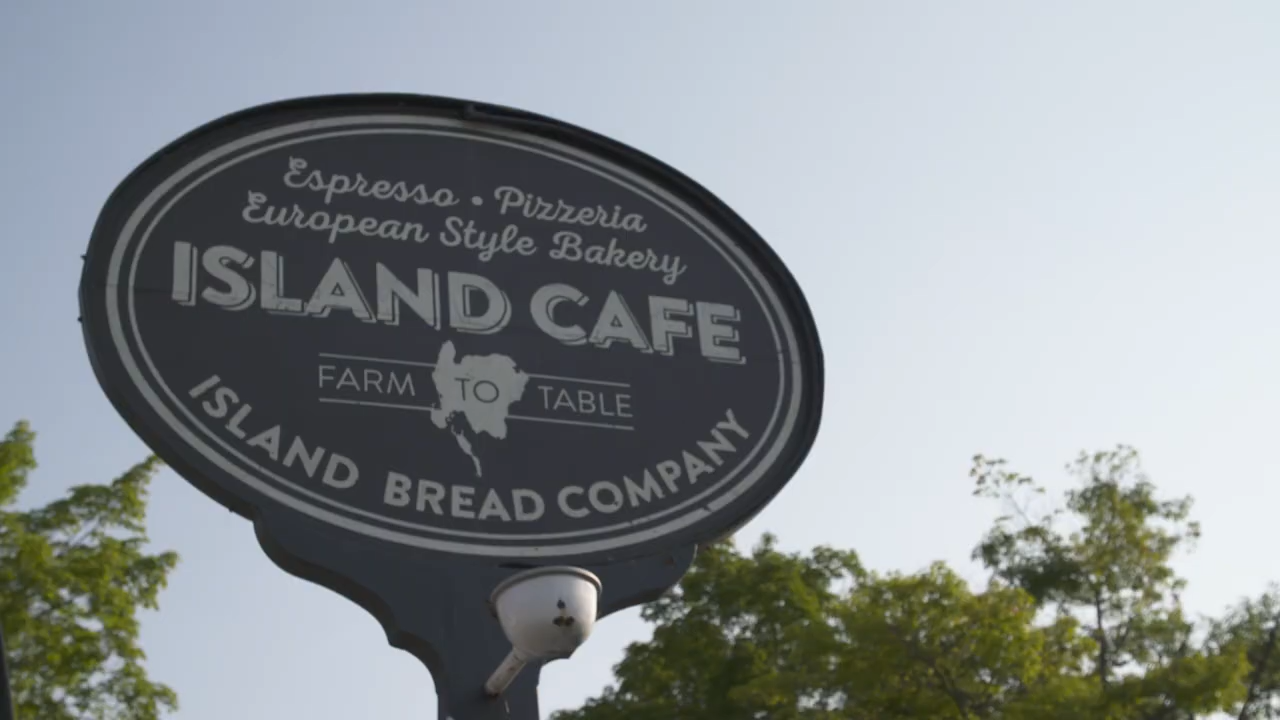 Espresso • Pizzeria
European Style Bakery
ISLAND CAFE
FARM TO TABLE
ISLAND BREAD COMPANY